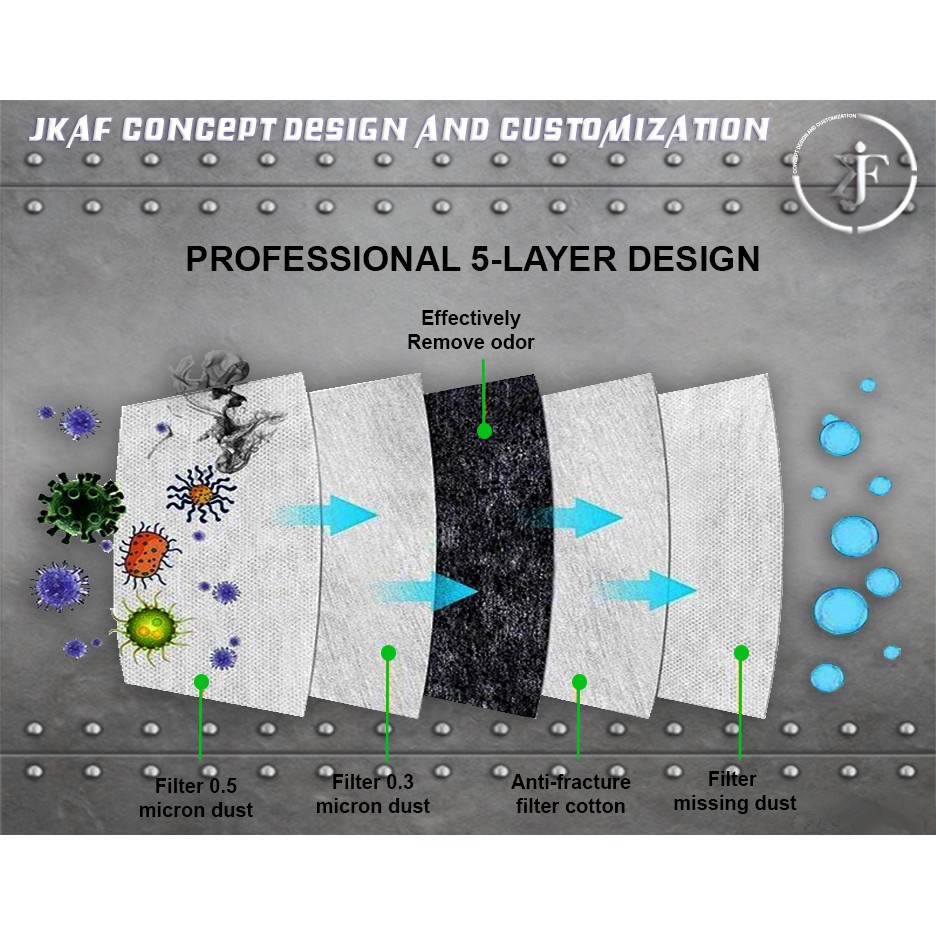 JKAF CONCEPT DESIGN AND CUSTOMIZATION
CONCEPT DESIGN AND CUSTOMIZATION
JKF
PROFESSIONAL 5-LAYER DESIGN
Effectively
Remove odor
Filter 0.5
micron dust
Filter 0.3
micron dust
Anti-fracture
filter cotton
Filter
missing dust